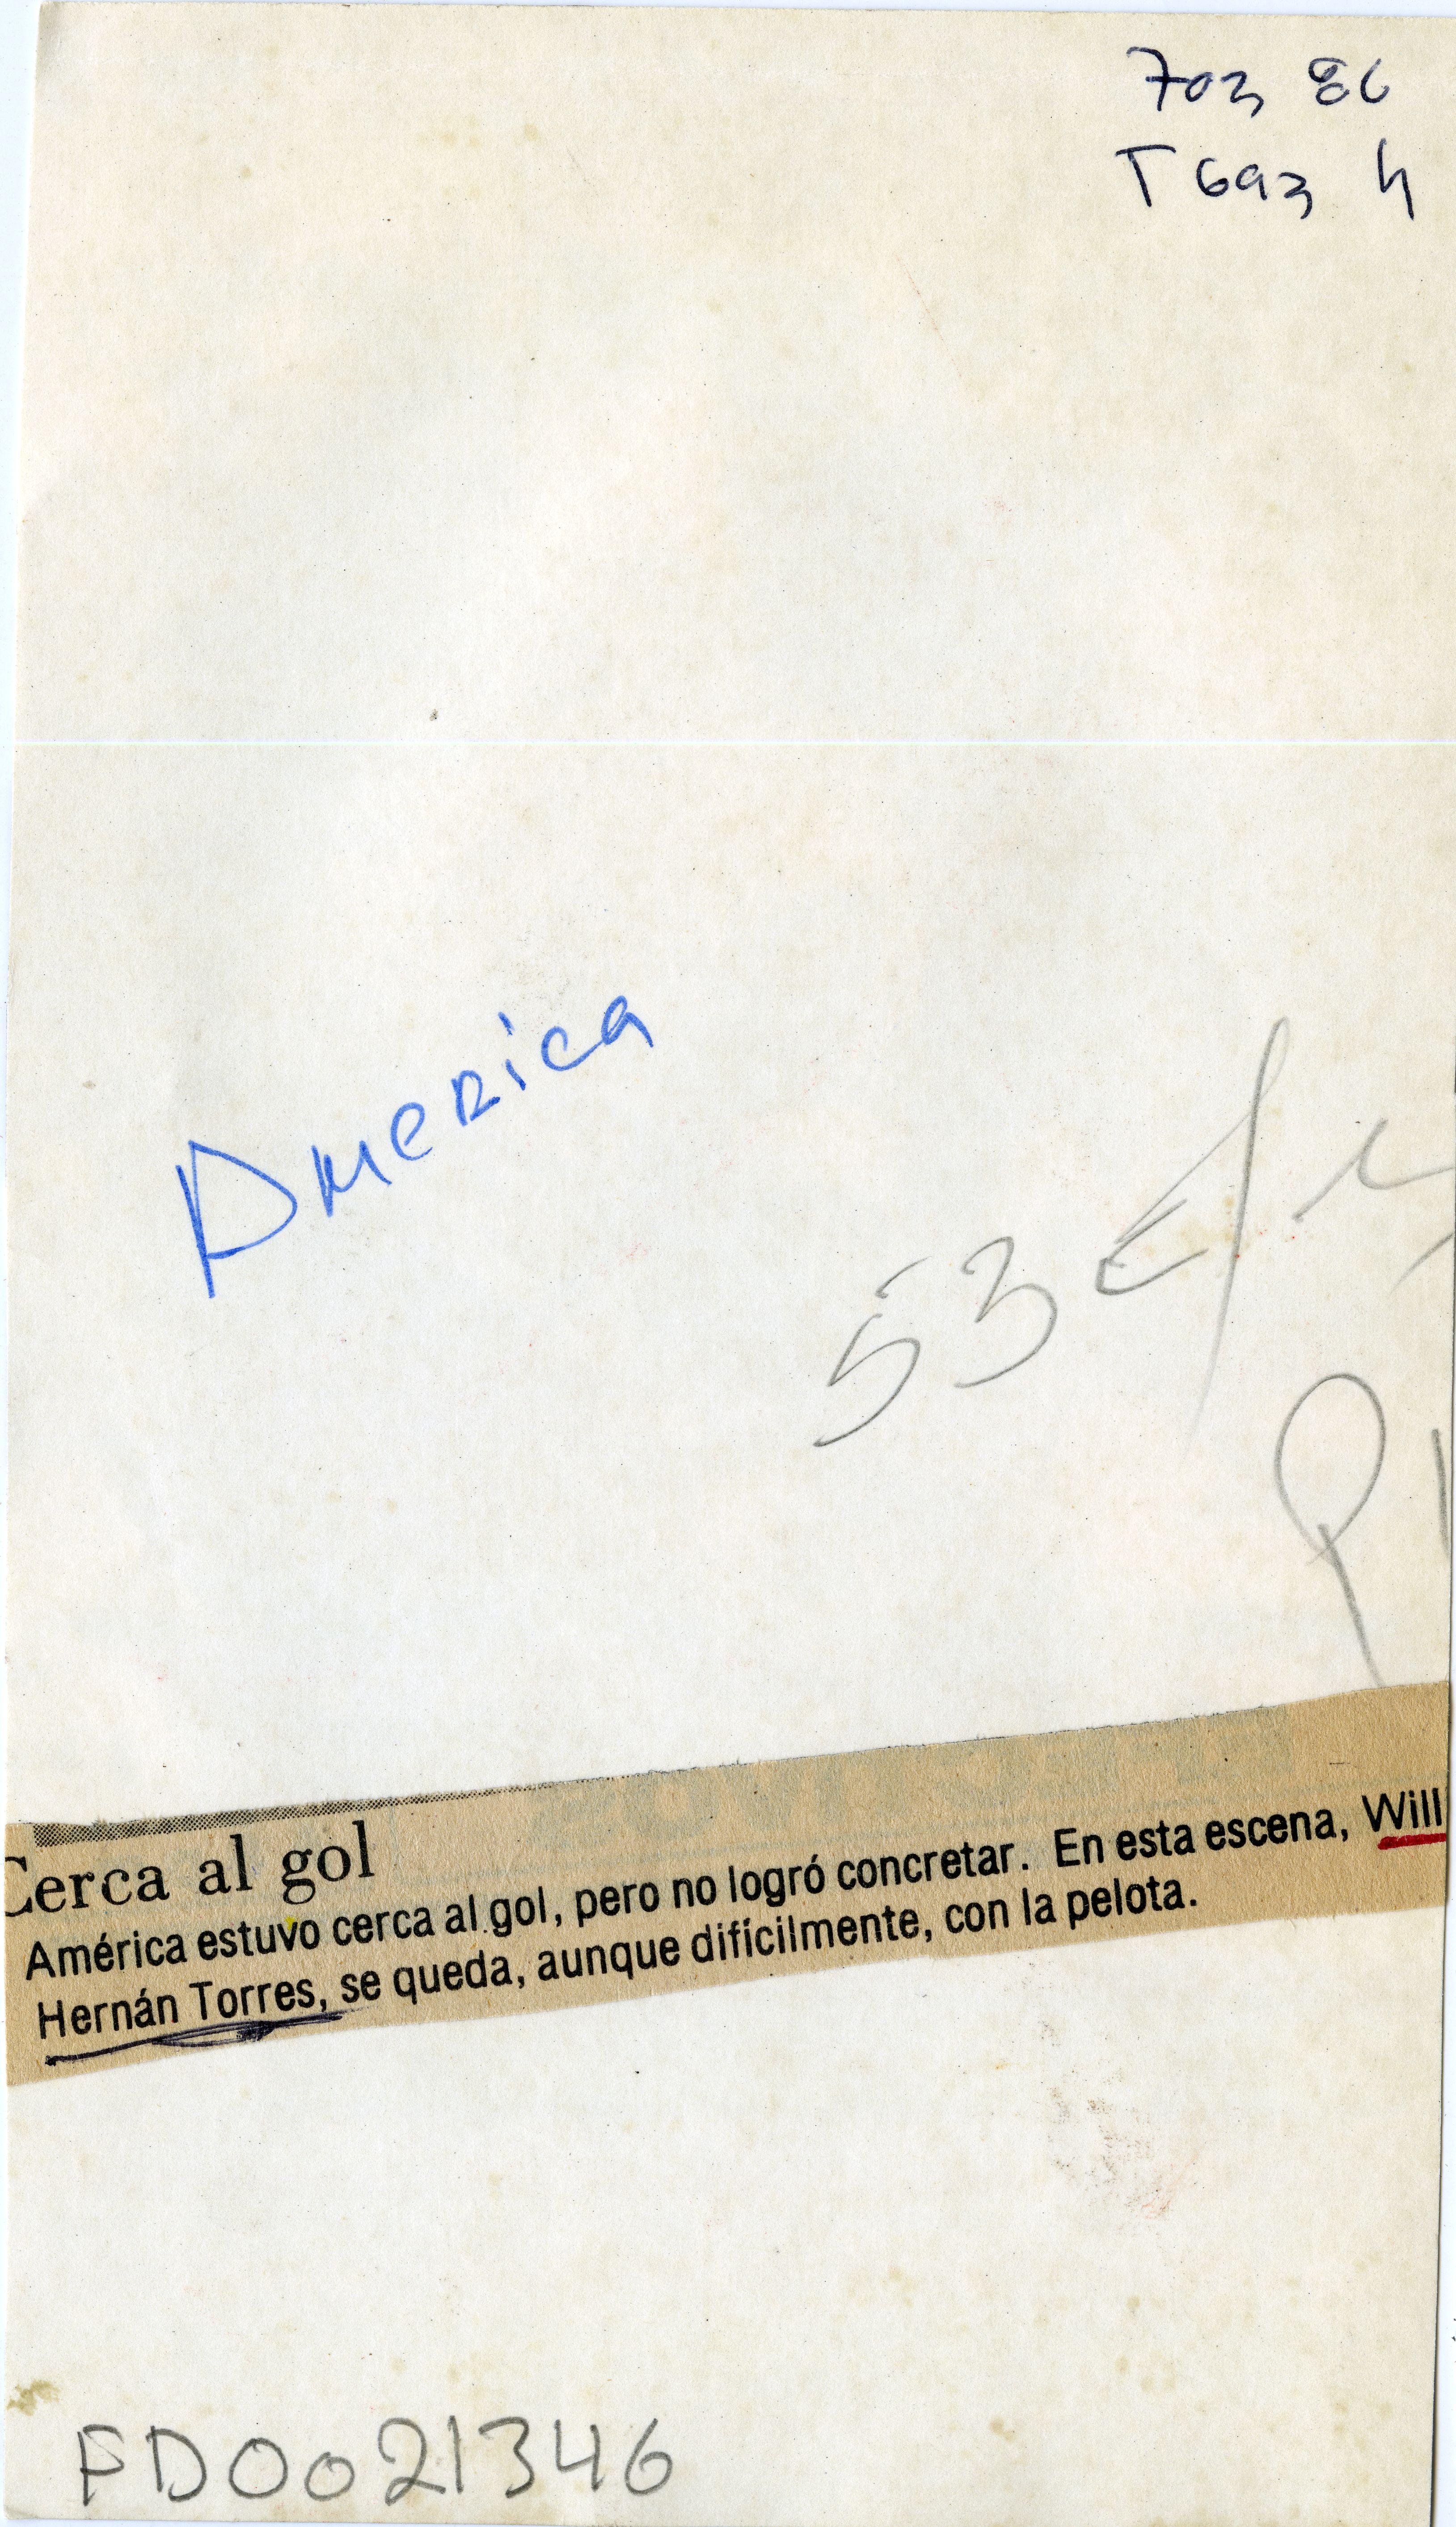 703 86
T693 h
America
53
Cerca al gol
América estuvo cerca al gol, pero no logró concretar. En esta escena, Will
Hernán Torres, se queda, aunque difícilmente, con la pelota.
FD0021346